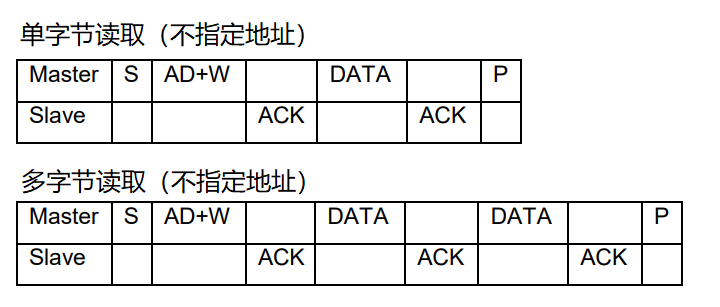 单字节读取（不指定地址）
Master S AD+W DATA P
Slave ACK ACK
多字节读取（不指定地址）
Master S AD+W DATA DATA P
Slave ACK ACK ACK